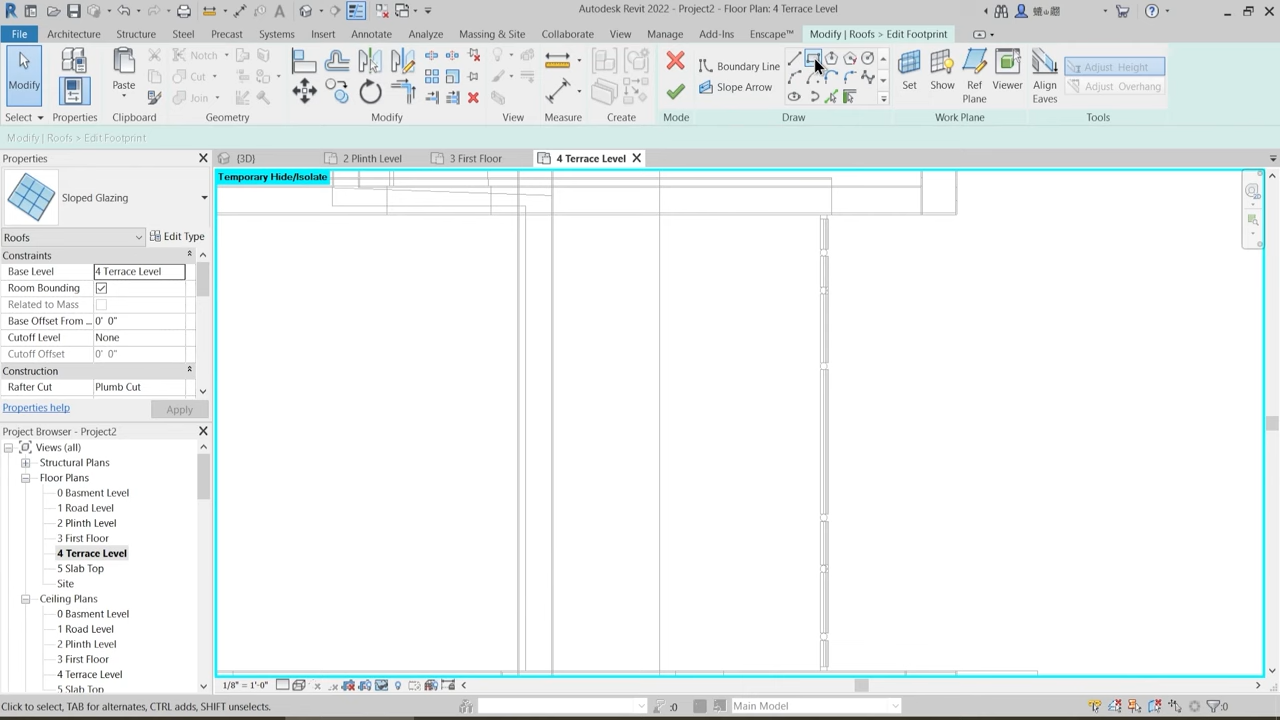 Autodesk Revit 2022 - Project2 - Floor Plan: 4 Terrace Level
File
Architecture
Structure
Steel
Precast
Systems
Insert
Annotate
Analyze
Massing & Site
Collaborate
View
Manage
Add-Ins
Enscape™
Modify | Roofs > Edit Footprint
Modify
Paste
Notch
Cut
Join
Boundary Line
Slope Arrow
Set
Show
Ref
Plane
Viewer
Align
Eaves
Adjust Height
Adjust Overhang
Select
Properties
Clipboard
Geometry
Modify
View
Measure
Create
Mode
Draw
Work Plane
Tools
Modify | Roofs > Edit Footprint
Properties
{3D}
2 Plinth Level
3 First Floor
4 Terrace Level
Temporary Hide/Isolate
Sloped Glazing
Roofs
Edit Type
Constraints
Base Level 4 Terrace Level
Room Bounding
Related to Mass
Base Offset From ... 0' 0"
Cutoff Level None
Cutoff Offset 0' 0"
Construction
Rafter Cut Plumb Cut
Properties help
Apply
Project Browser - Project2
Views (all)
Structural Plans
Floor Plans
0 Basment Level
1 Road Level
2 Plinth Level
3 First Floor
4 Terrace Level
5 Slab Top
Site
Ceiling Plans
0 Basment Level
1 Road Level
2 Plinth Level
3 First Floor
4 Terrace Level
5 Slab Top
1/8" = 1'-0"
Click to select, TAB for alternates, CTRL adds, SHIFT unselects.
:0
Main Model
:0